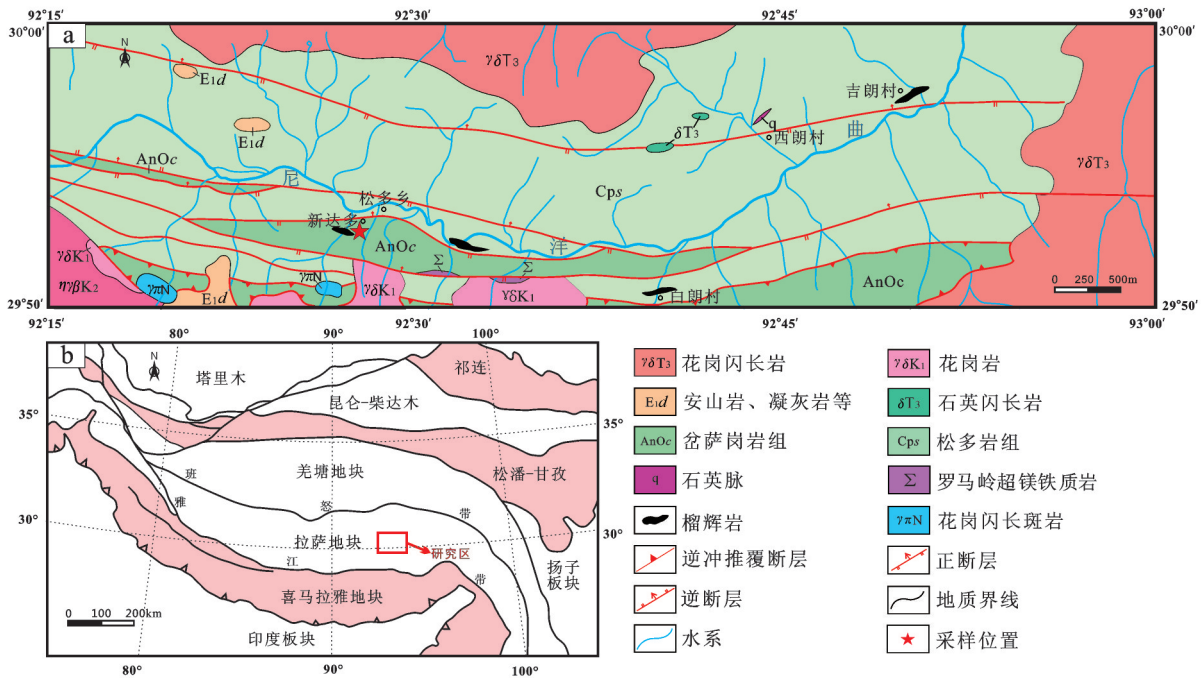 92°15′ 92°30′ 92°45′ 93°00′
30°00′ 30°00′
a
N
γδT₃
E₁d
吉朗村
q
δT₃
西朗村
曲
E₁d
AnOc
尼
松多乡
Cps
γδT₃
新达多
AnOc
洋
Σ
Σ
γδK₁
ηγβK₂
γπN
E₁d
γπN
γδK₁
γδK₁
白朗村
AnOc
0 250 500m
29°50′ 29°50′
92°15′ 92°30′ 92°45′ 93°00′
80° 90° 100°
b
N
塔里木
祁连
昆仑-柴达木
35° 35°
羌塘地块
松潘-甘孜
班
怒
带
雅
30° 30°
拉萨地块
研究区
江
带
扬子
板块
喜马拉雅地块
0 100 200km
印度板块
80° 90° 100°
γδT₃ 花岗闪长岩
γδK₁ 花岗岩
E₁d 安山岩、凝灰岩等
δT₃ 石英闪长岩
AnOc 岔萨岗岩组
Cps 松多岩组
q 石英脉
Σ 罗马岭超镁铁质岩
榴辉岩
γπN 花岗闪长斑岩
逆冲推覆断层
正断层
逆断层
地质界线
水系
采样位置